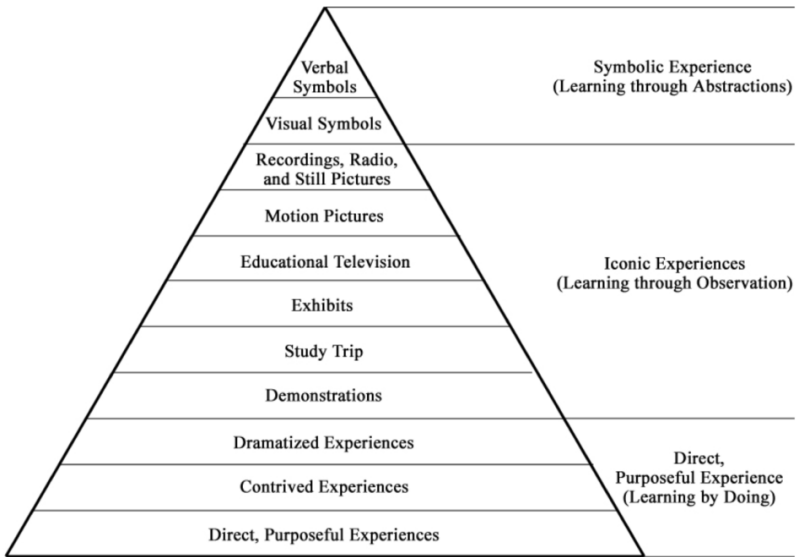 Verbal
Symbols
Visual Symbols
Recordings, Radio,
and Still Pictures
Motion Pictures
Educational Television
Exhibits
Study Trip
Demonstrations
Dramatized Experiences
Contrived Experiences
Direct, Purposeful Experiences
Symbolic Experience
(Learning through Abstractions)
Iconic Experiences
(Learning through Observation)
Direct,
Purposeful Experience
(Learning by Doing)